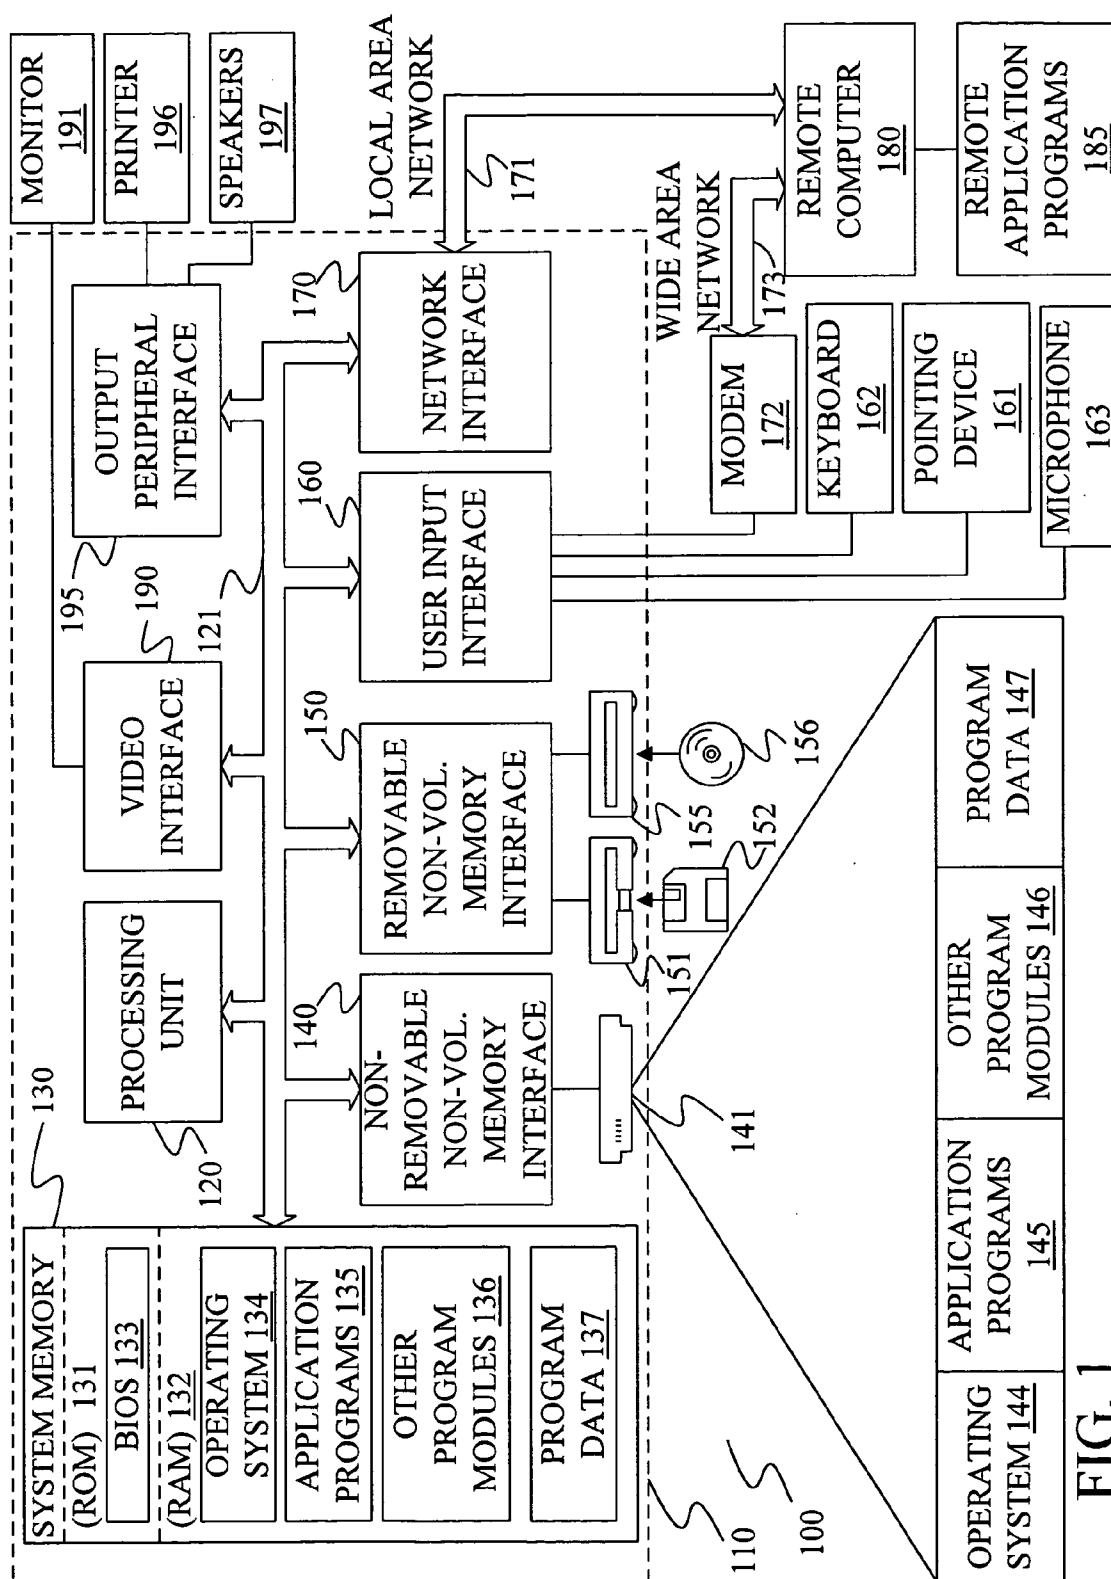 SYSTEM MEMORY
(ROM) 131
BIOS 133
(RAM) 132
OPERATING
SYSTEM 134
APPLICATION
PROGRAMS 135
OTHER
PROGRAM
MODULES 136
PROGRAM
DATA 137
130
PROCESSING
UNIT
120
VIDEO
INTERFACE
190
OUTPUT
PERIPHERAL
INTERFACE
195
121
MONITOR
191
PRINTER
196
SPEAKERS
197
NON-
REMOVABLE
NON-VOL.
MEMORY
INTERFACE
140
REMOVABLE
NON-VOL.
MEMORY
INTERFACE
150
USER INPUT
INTERFACE
160
NETWORK
INTERFACE
170
LOCAL AREA
NETWORK
171
141
151
152
155
156
WIDE AREA
NETWORK
173
MODEM
172
KEYBOARD
162
POINTING
DEVICE
161
MICROPHONE
163
REMOTE
COMPUTER
180
REMOTE
APPLICATION
PROGRAMS
185
110
100
OPERATING
SYSTEM 144
APPLICATION
PROGRAMS
145
OTHER
PROGRAM
MODULES 146
PROGRAM
DATA 147
FIG. 1